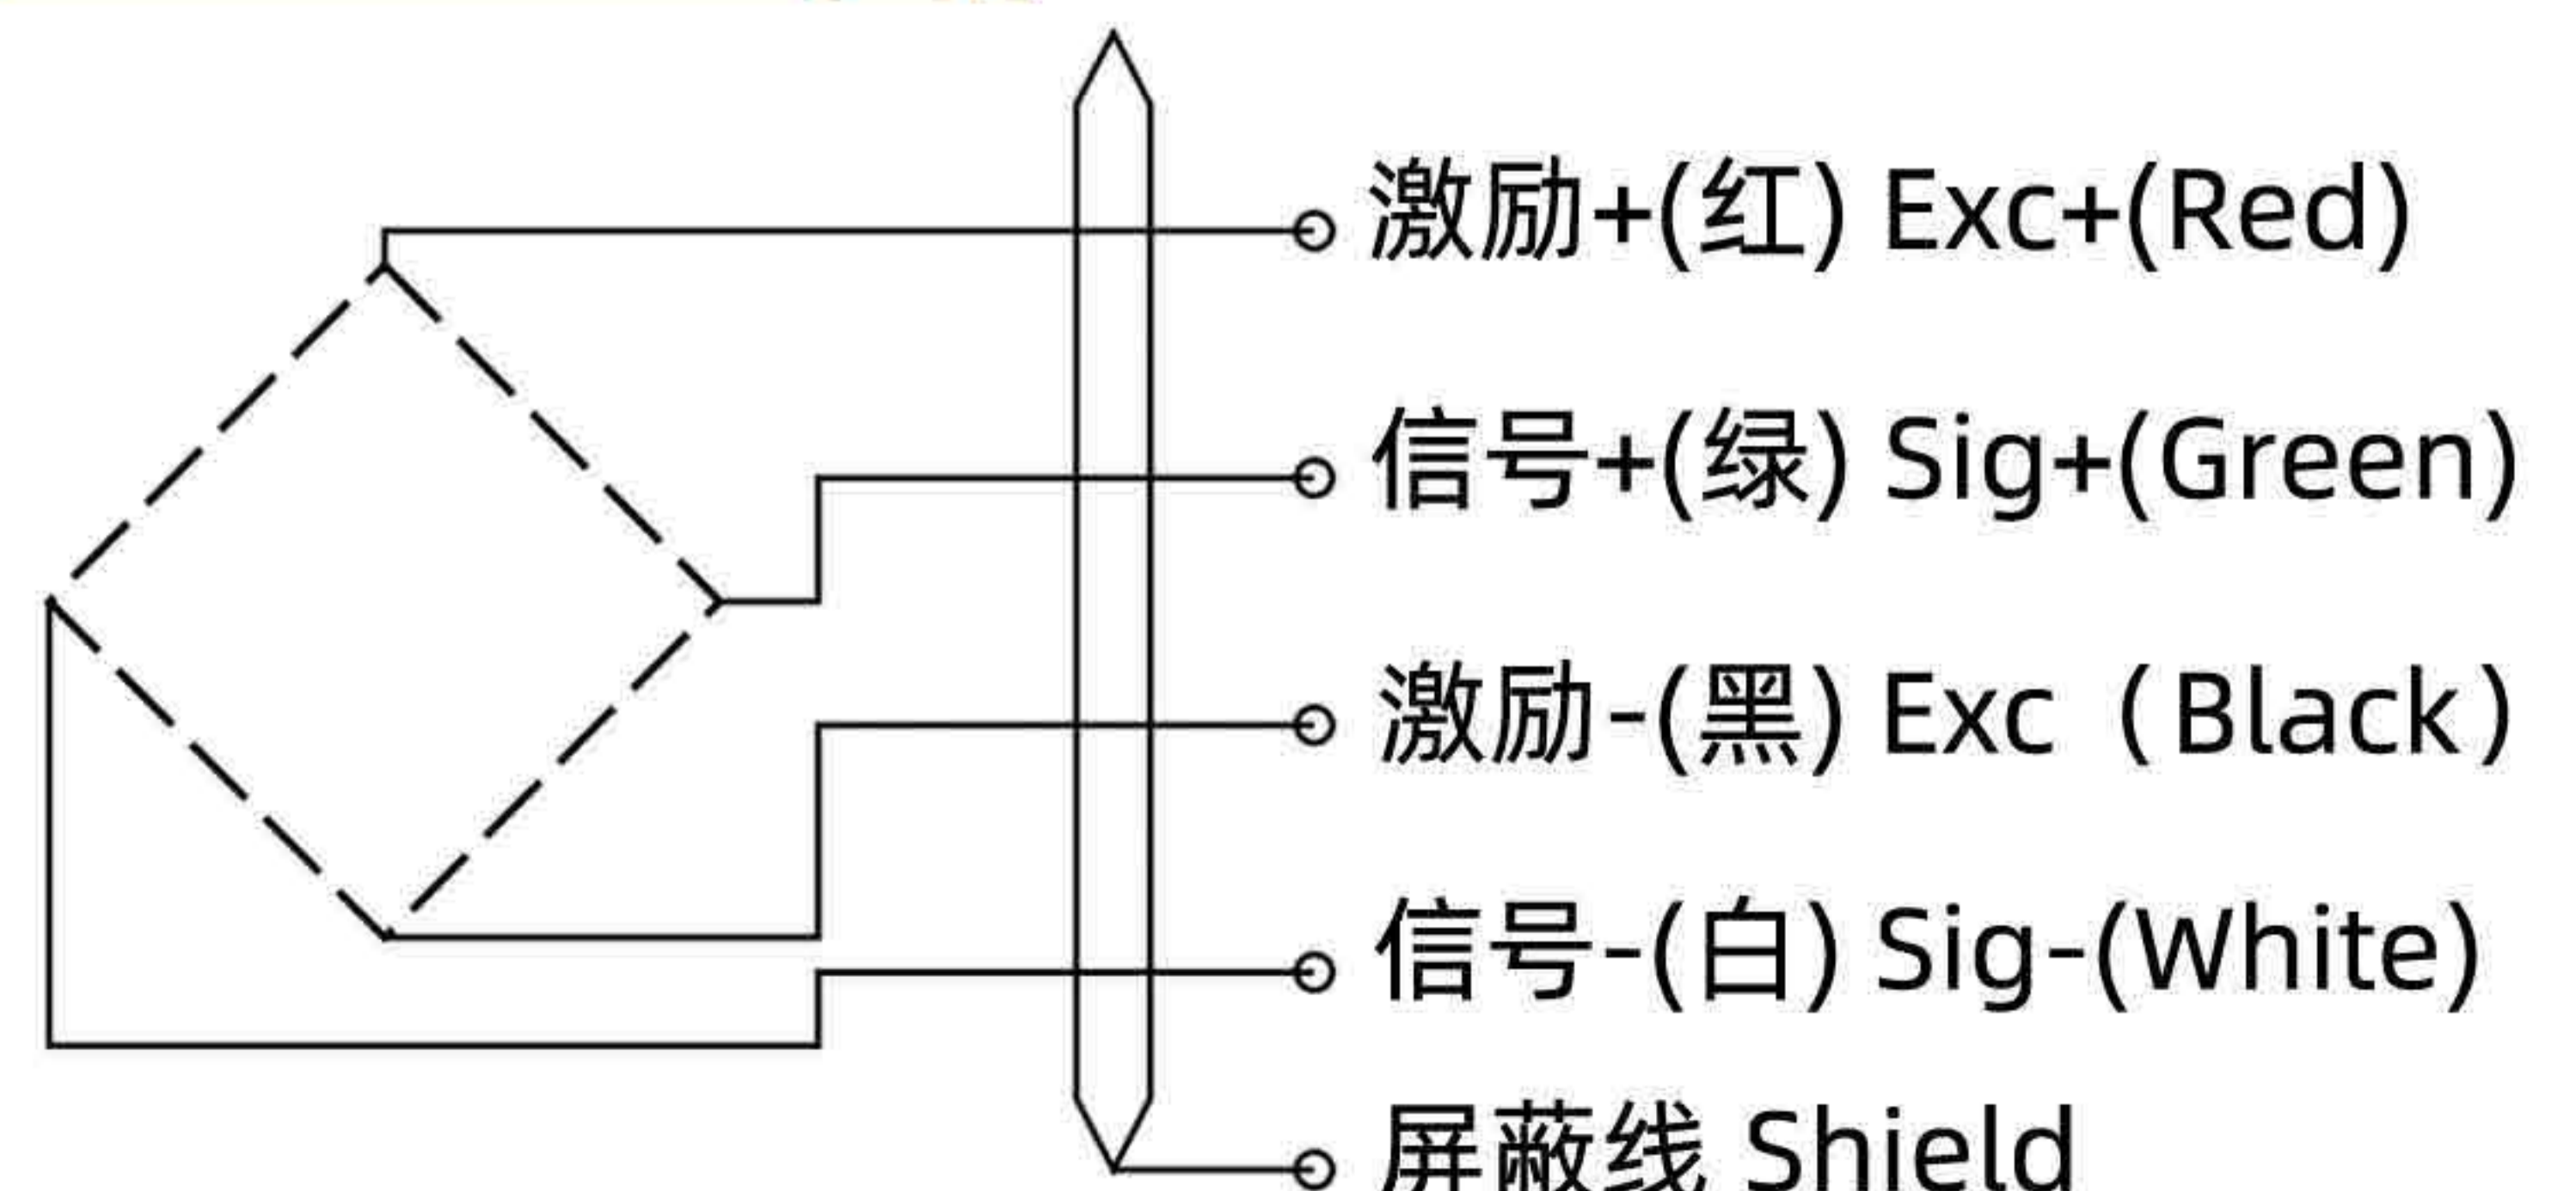 激励+(红) Exc+(Red)
信号+(绿) Sig+(Green)
激励-(黑) Exc（Black）
信号-(白) Sig-(White)
屏蔽线 Shield